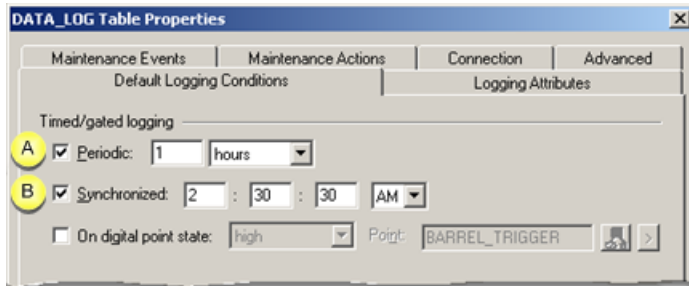 DATA_LOG Table Properties
Maintenance Events Maintenance Actions Connection Advanced
Default Logging Conditions Logging Attributes
Timed/gated logging
A Periodic: 1 hours
B Synchronized: 2 : 30 : 30 AM
On digital point state: high Point: BARREL_TRIGGER >